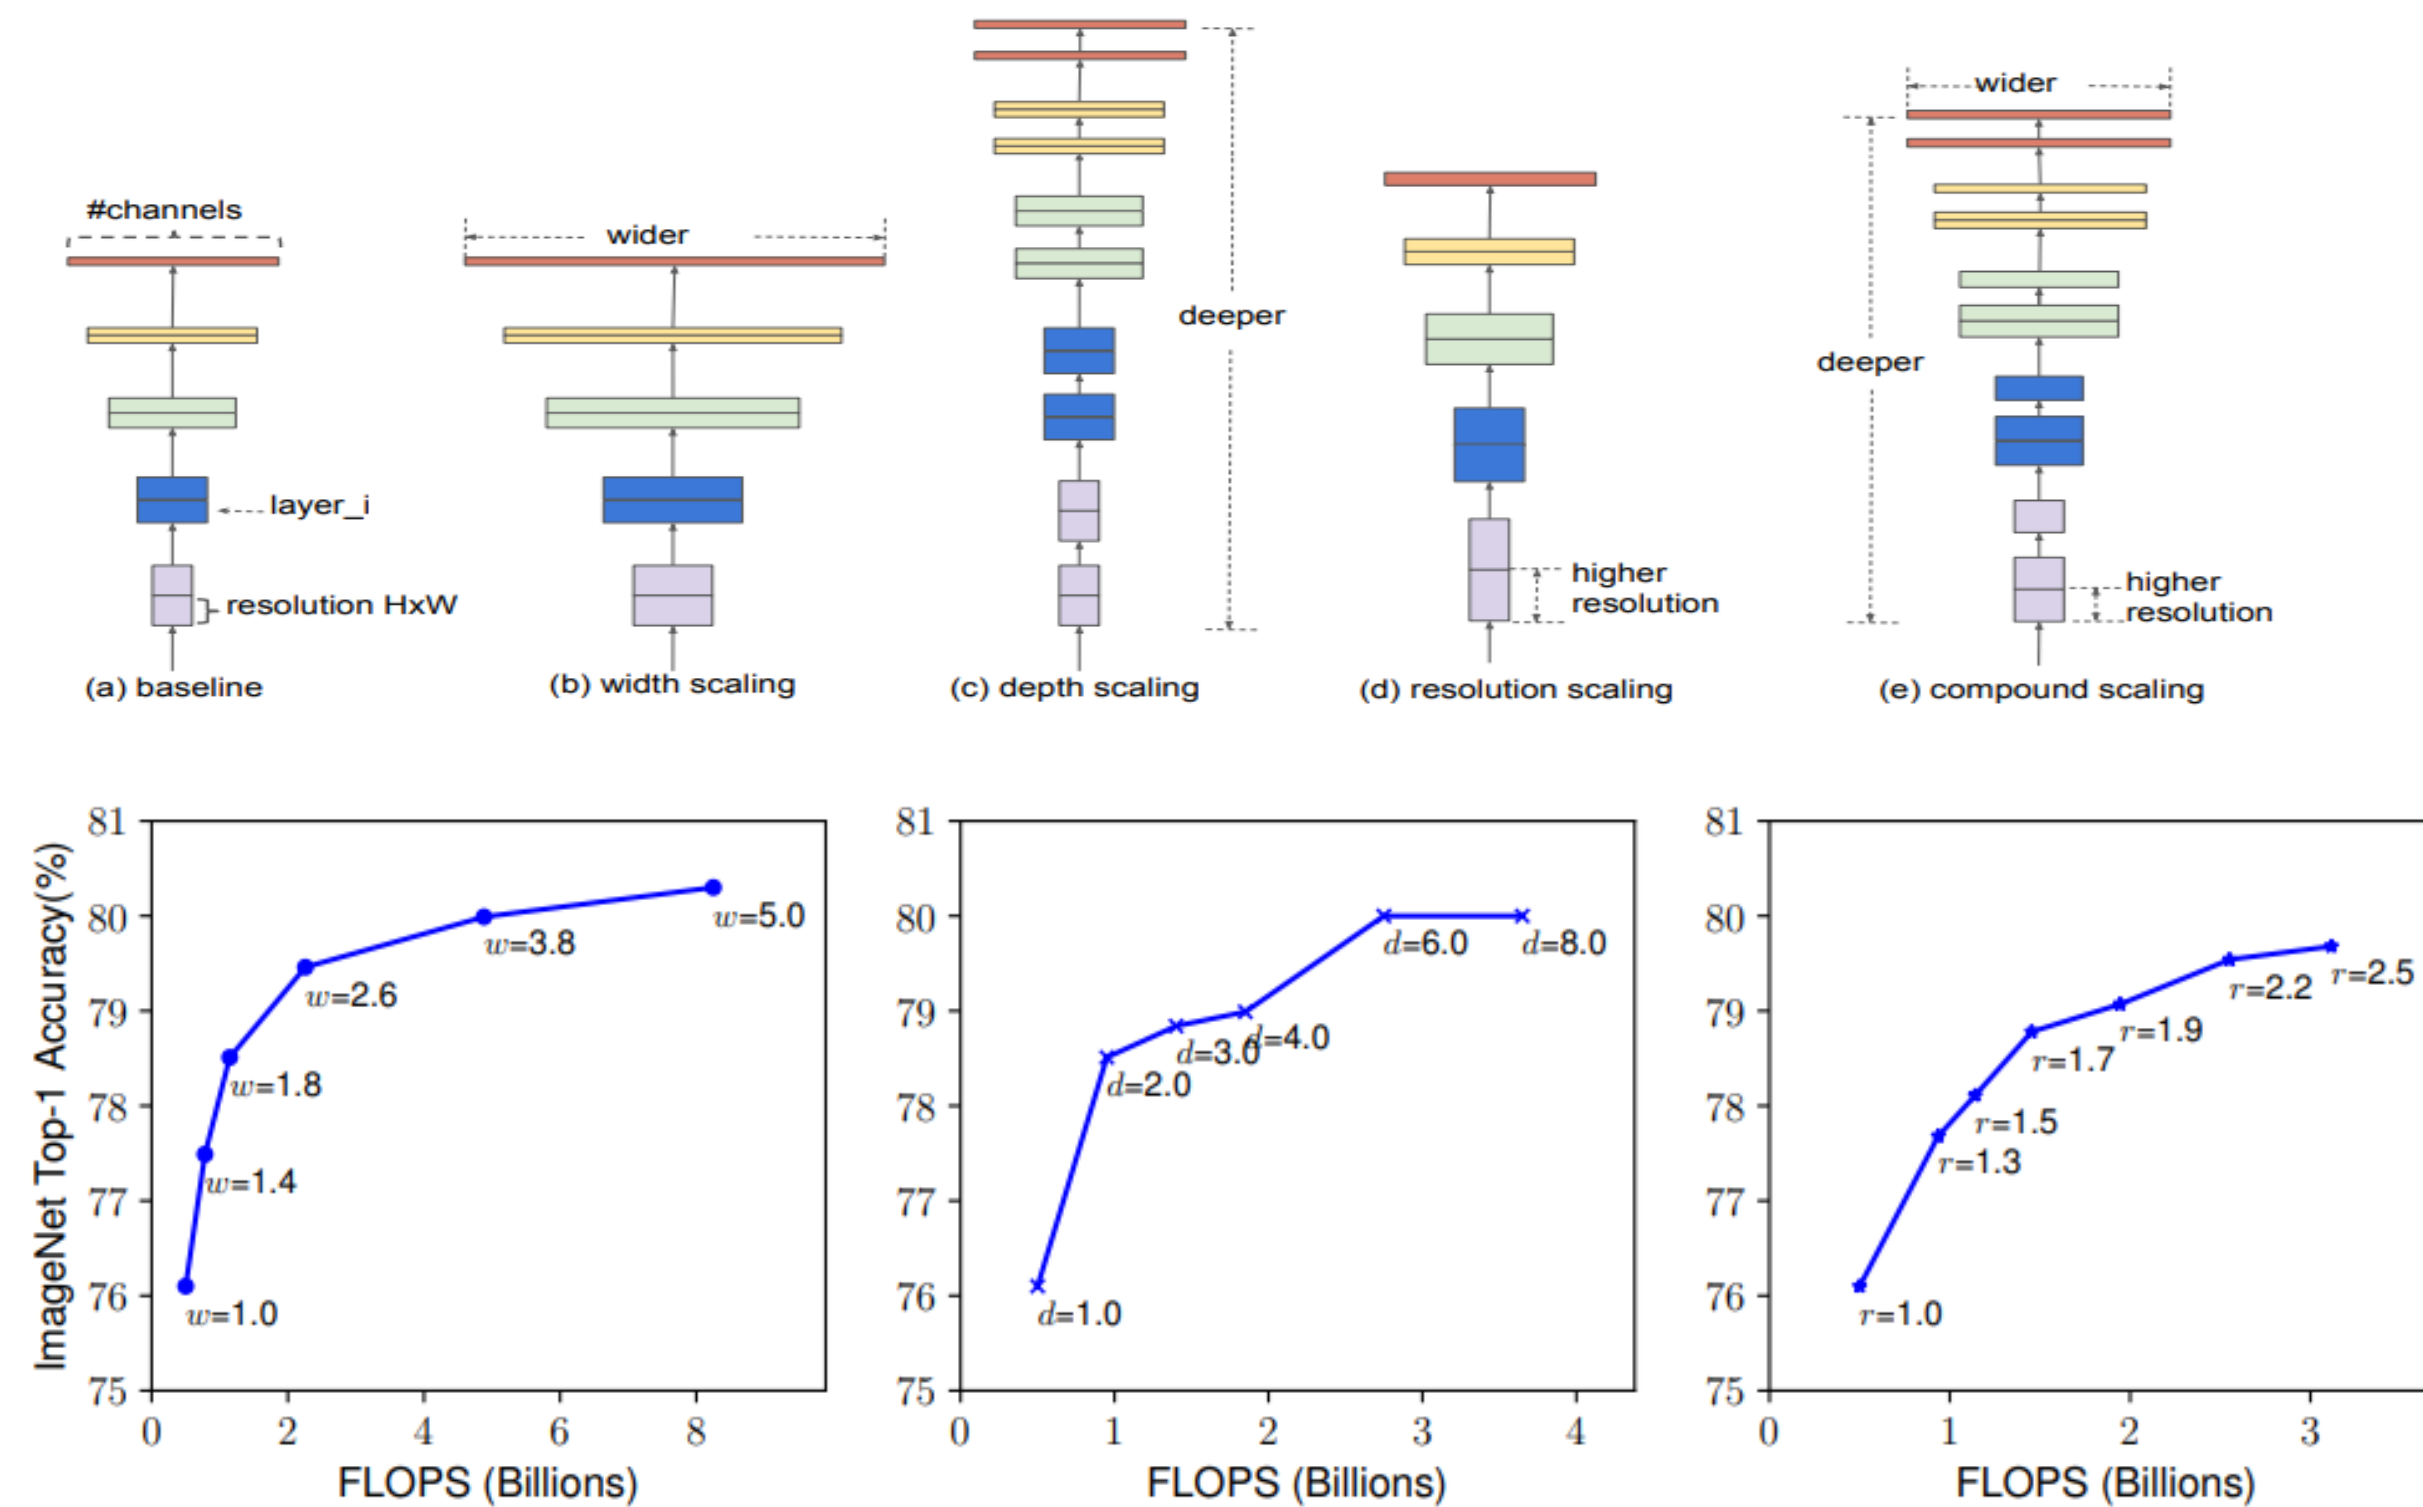 #channels
wider
deeper
wider
deeper
layer_i
resolution HxW
higher
resolution
higher
resolution
(a) baseline
(b) width scaling
(c) depth scaling
(d) resolution scaling
(e) compound scaling
ImageNet Top-1 Accuracy(%)
81
80
79
78
77
76
75
w=5.0
w=3.8
w=2.6
w=1.8
w=1.4
w=1.0
0 2 4 6 8
FLOPS (Billions)
81
80
79
78
77
76
75
d=6.0
d=8.0
d=4.0
d=3.0
d=2.0
d=1.0
0 1 2 3 4
FLOPS (Billions)
81
80
79
78
77
76
75
r=2.5
r=2.2
r=1.9
r=1.7
r=1.5
r=1.3
r=1.0
0 1 2 3
FLOPS (Billions)